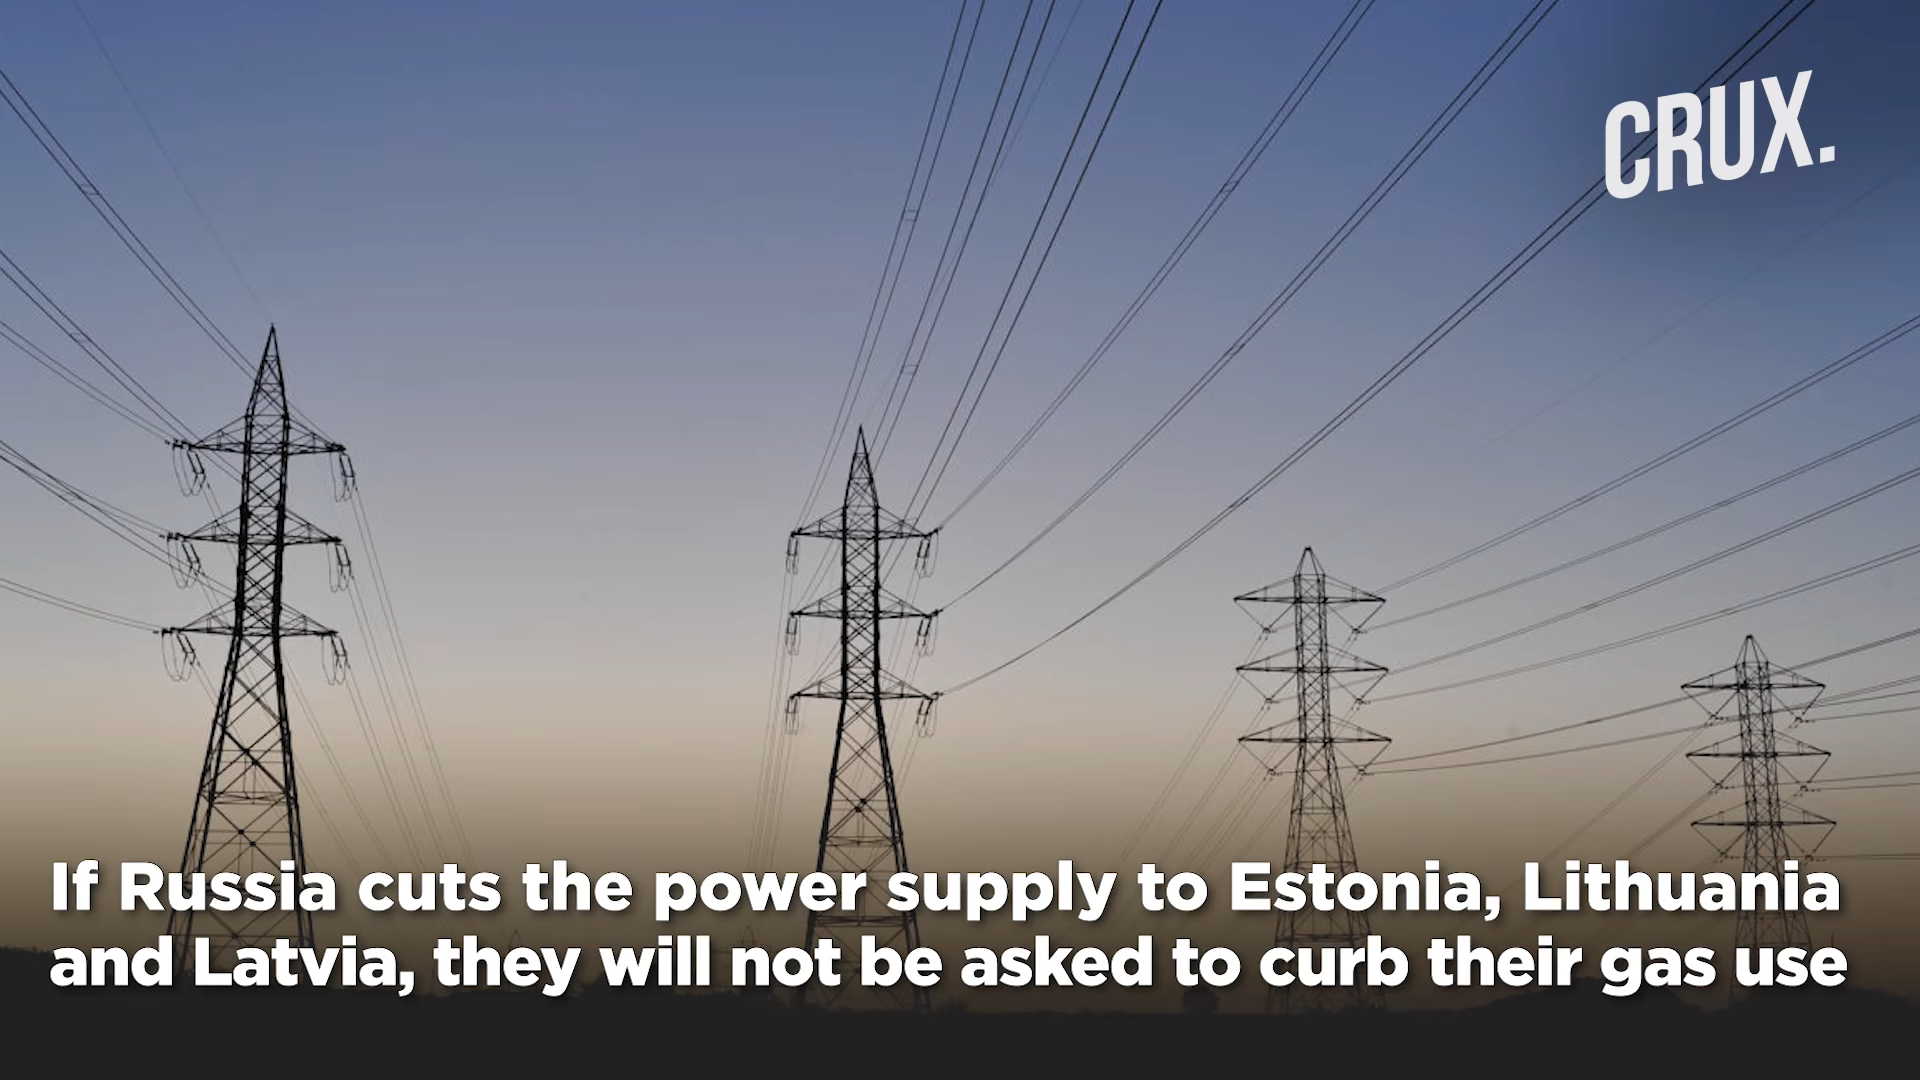 CRUX.
If Russia cuts the power supply to Estonia, Lithuania
and Latvia, they will not be asked to curb their gas use